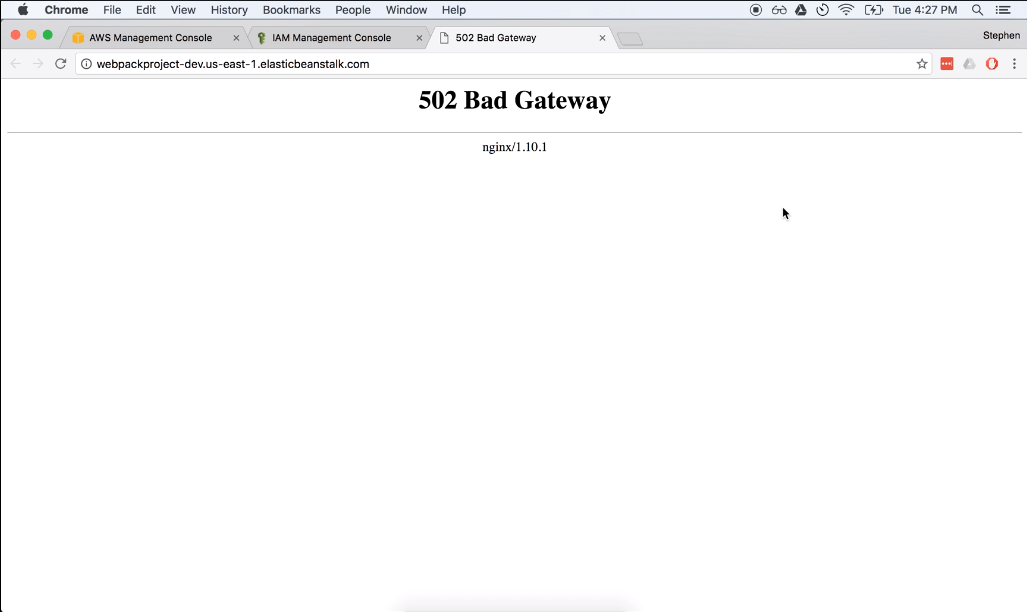 Chrome File Edit View History Bookmarks People Window Help Tue 4:27 PM
AWS Management Console IAM Management Console 502 Bad Gateway Stephen
webpackproject-dev.us-east-1.elasticbeanstalk.com
502 Bad Gateway
nginx/1.10.1